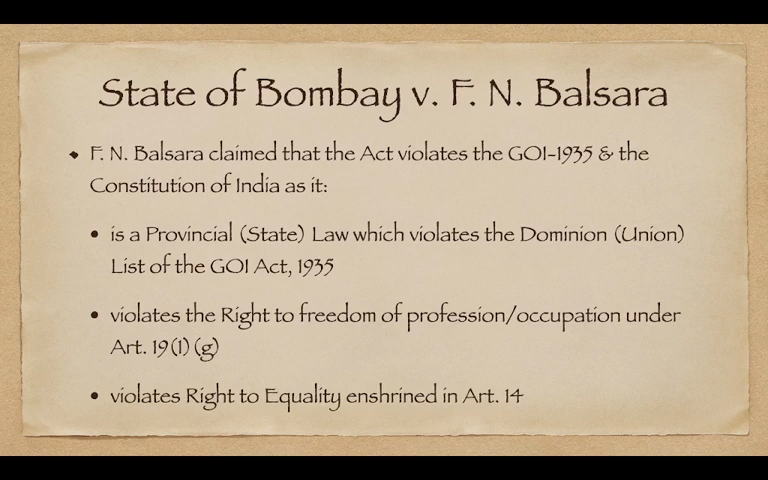 State of Bombay v. F. N. Balsara
F. N. Balsara claimed that the Act violates the GOI-1935 & the
Constitution of India as it:
is a Provincial (State) Law which violates the Dominion (Union)
List of the GOI Act, 1935
violates the Right to freedom of profession/occupation under
Art. 19(1)(g)
violates Right to Equality enshrined in Art. 14